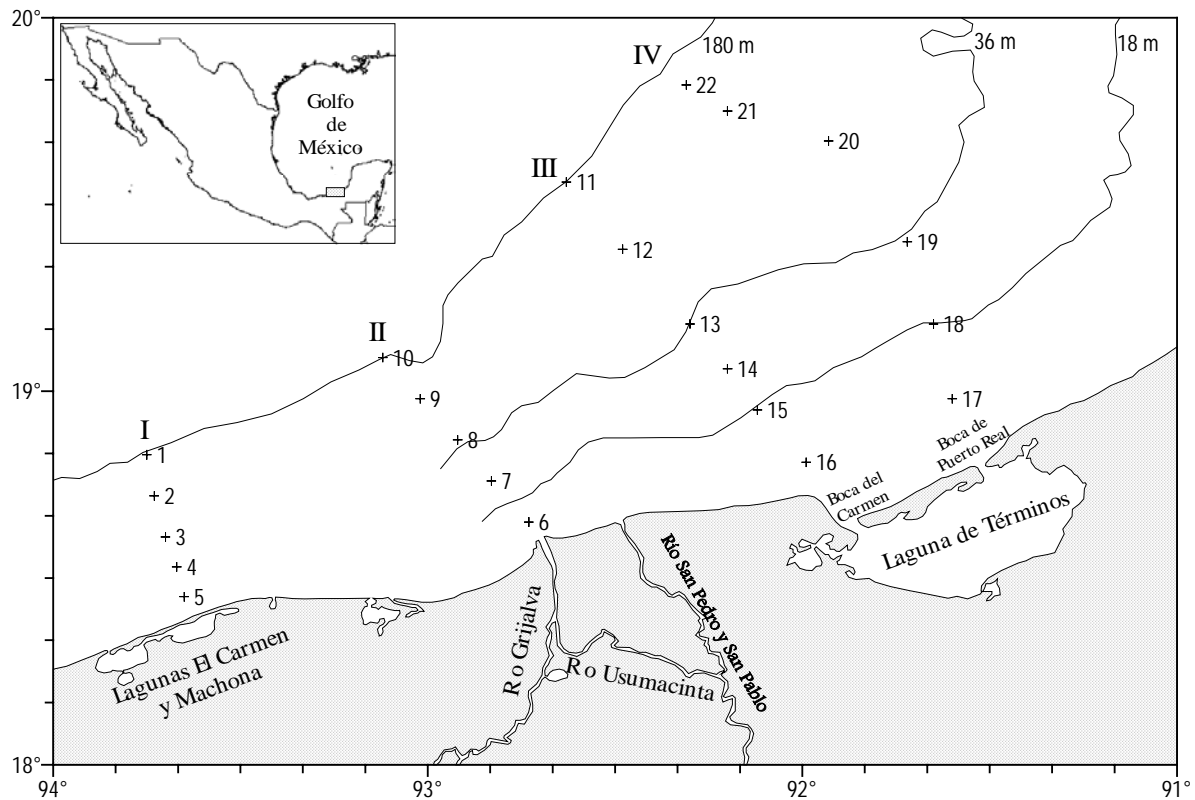 20°
IV
180 m
36 m
18 m
Golfo
de
México
22
21
20
III
11
12
19
13
18
II
10
14
19°
9
15
17
I
8
1
7
16
2
6
3
4
5
Boca de
Puerto Real
Boca del
Carmen
Laguna de Términos
Río San Pedro y San Pablo
R o Grijalva
R o Usumacinta
Lagunas El Carmen
y Machona
18°
94°
93°
92°
91°